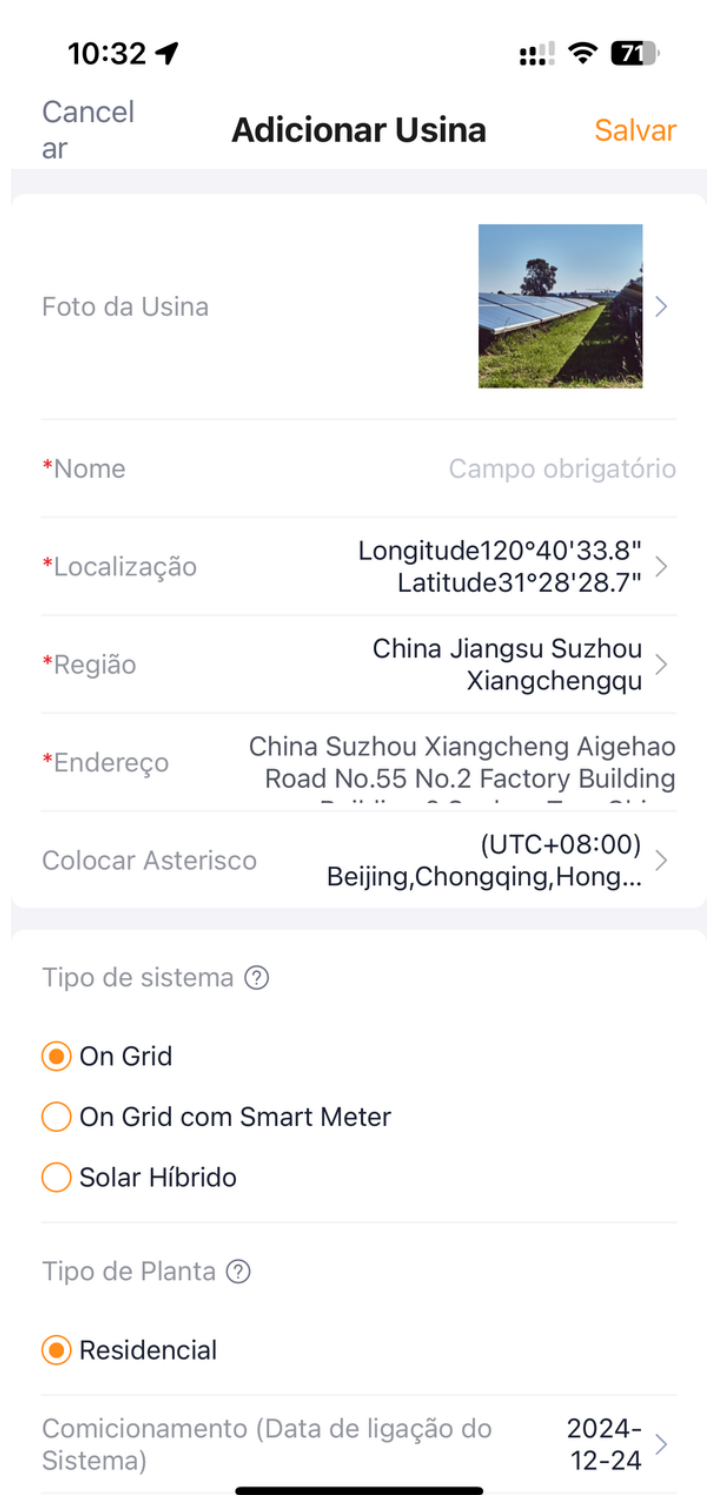 10:32
71
Cancel
ar
Adicionar Usina
Salvar
Foto da Usina
*Nome
Campo obrigatório
*Localização
Longitude120°40'33.8"
Latitude31°28'28.7"
*Região
China Jiangsu Suzhou
Xiangchengqu
*Endereço
China Suzhou Xiangcheng Aigehao
Road No.55 No.2 Factory Building
Colocar Asterisco
(UTC+08:00)
Beijing,Chongqing,Hong...
Tipo de sistema ?
On Grid
On Grid com Smart Meter
Solar Híbrido
Tipo de Planta ?
Residencial
Comicionamento (Data de ligação do
Sistema)
2024-
12-24